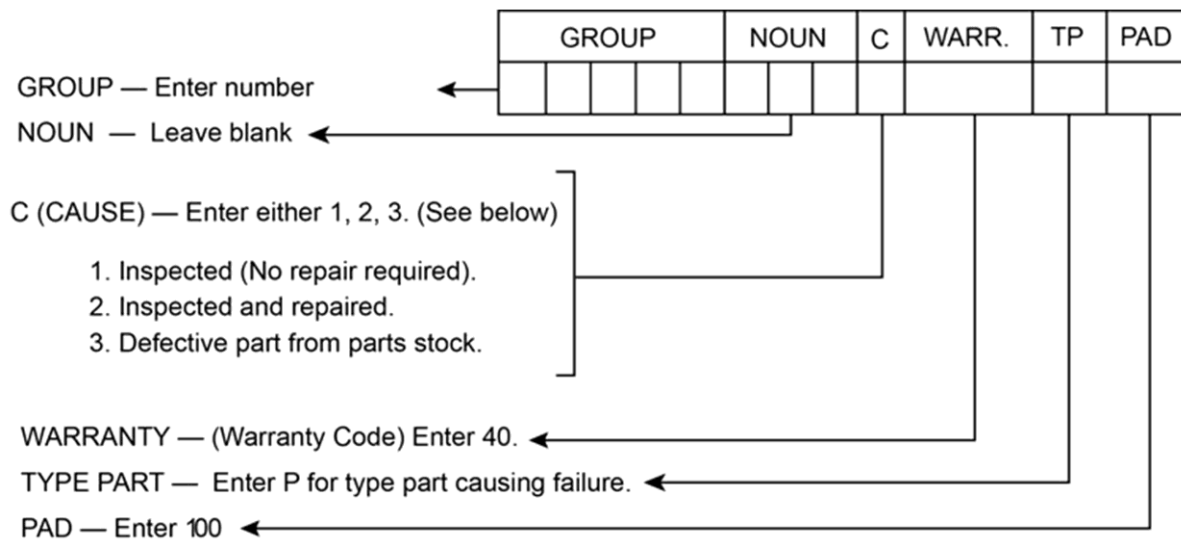 GROUP NOUN C WARR. TP PAD
GROUP — Enter number
NOUN — Leave blank
C (CAUSE) — Enter either 1, 2, 3. (See below)
1. Inspected (No repair required).
2. Inspected and repaired.
3. Defective part from parts stock.
WARRANTY — (Warranty Code) Enter 40.
TYPE PART — Enter P for type part causing failure.
PAD — Enter 100